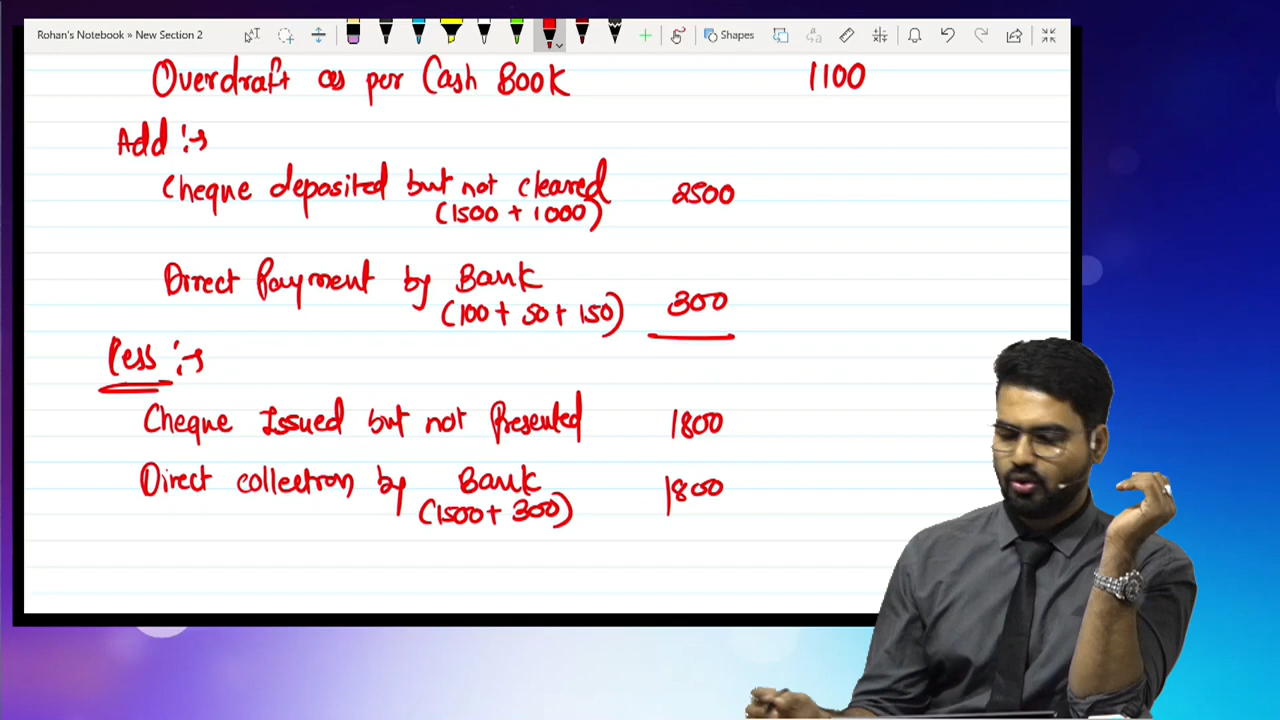 Rohan's Notebook » New Section 2
Shapes
Overdraft as per Cash Book 1100
Add :→
Cheque deposited but not cleared 2500
(1500 + 1000)
Direct Payment by Bank
(100 + 50 + 150) 300
Less :→
Cheque Issued but not Presented 1800
Direct collection by Bank 1800
(1500 + 300)